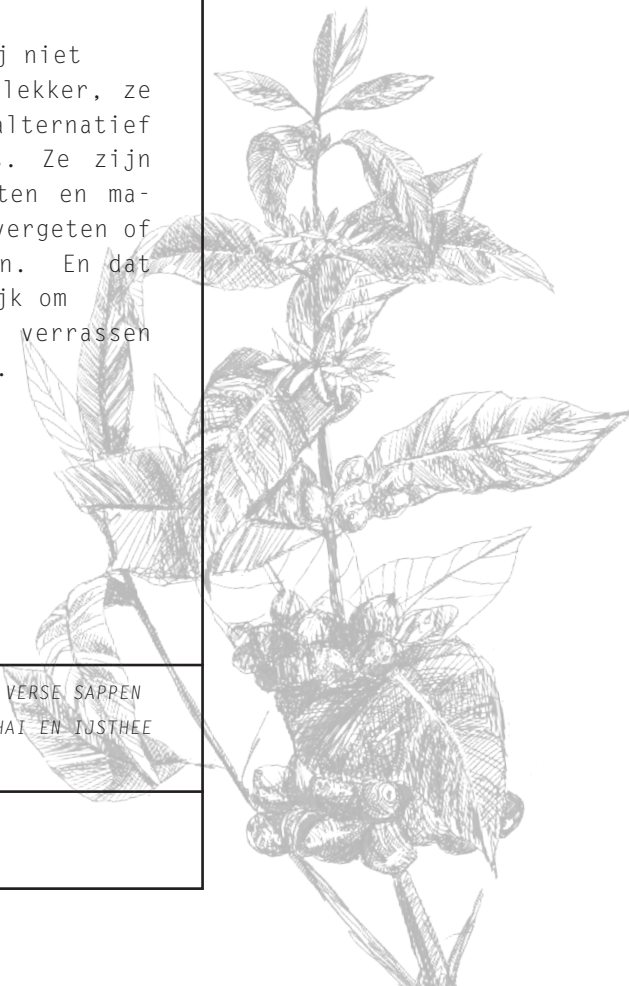 j niet
lekker, ze
alternatief
. Ze zijn
ten en ma-
vergeten of
n. En dat
jk om
verrassen
.
VERSE SAPPEN
HAI EN IJSTHEE